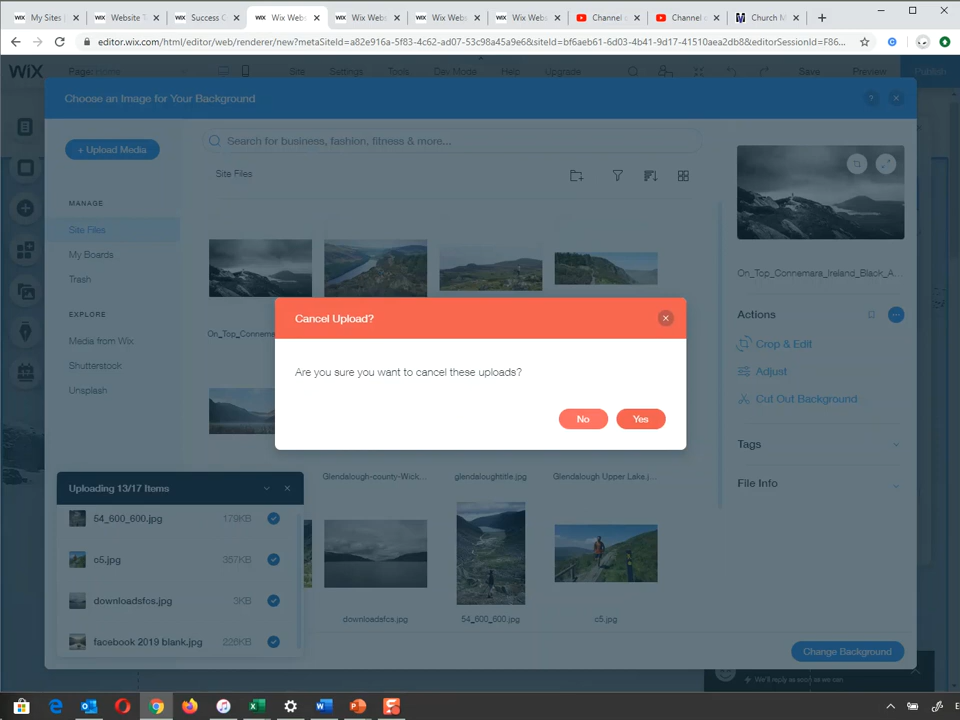 My Sites |
Website T
Success C
Wix Webs
Wix Webs
Wix Webs
Wix Webs
Channel c
Channel c
Church M
editor.wix.com/html/editor/web/renderer/new?metaSiteId=a82e916a-5f83-4c62-ad07-53c98a45a9e6&siteId=bf6aeb61-6d03-4b41-9d17-41510aea2db8&editorSessionId=F86...
WiX
Page: Home
Site
Settings
Tools
Dev Mode
Help
Upgrade
Save
Preview
Publish
Choose an Image for Your Background
?
+ Upload Media
Search for business, fashion, fitness & more...
Site Files
MANAGE
Site Files
My Boards
Trash
EXPLORE
Media from Wix
Shutterstock
Unsplash
On_Top_Connema
On_Top_Connemara_Ireland_Black_A...
Actions
Crop & Edit
Adjust
Cut Out Background
Tags
File Info
Cancel Upload?
Are you sure you want to cancel these uploads?
No
Yes
Glendalough-county-Wick...
glendaloughtitle.jpg
Glendalough Upper Lake.j...
Uploading 13/17 Items
54_600_600.jpg 179KB
c5.jpg 357KB
downloadsfos.jpg 3KB
facebook 2019 blank.jpg 226KB
downloadsfos.jpg
54_600_600.jpg
c5.jpg
Change Background
We'll reply as soon as we can